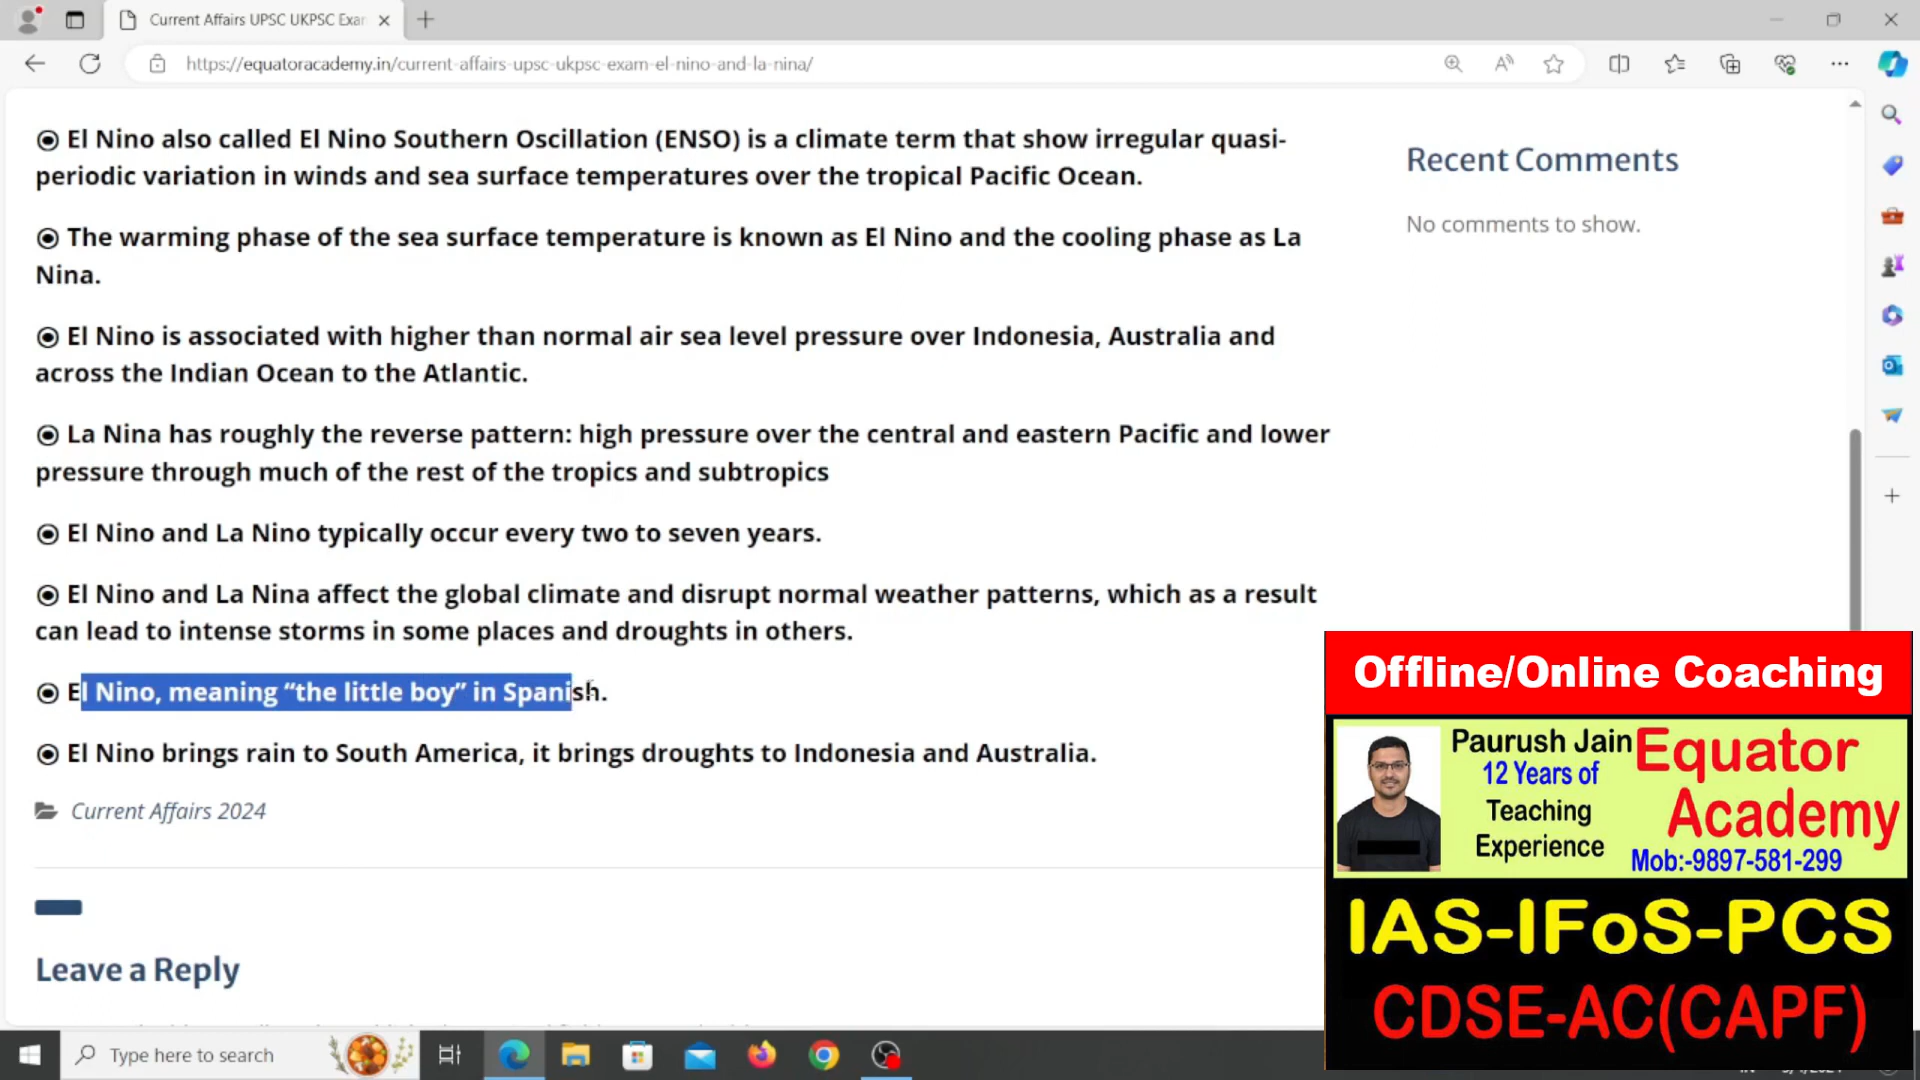 Current Affairs UPSC UKPSC Exar
https://equatoracademy.in/current-affairs-upsc-ukpsc-exam-el-nino-and-la-nina/
El Nino also called El Nino Southern Oscillation (ENSO) is a climate term that show irregular quasi-
periodic variation in winds and sea surface temperatures over the tropical Pacific Ocean.
The warming phase of the sea surface temperature is known as El Nino and the cooling phase as La
Nina.
El Nino is associated with higher than normal air sea level pressure over Indonesia, Australia and
across the Indian Ocean to the Atlantic.
La Nina has roughly the reverse pattern: high pressure over the central and eastern Pacific and lower
pressure through much of the rest of the tropics and subtropics
El Nino and La Nino typically occur every two to seven years.
El Nino and La Nina affect the global climate and disrupt normal weather patterns, which as a result
can lead to intense storms in some places and droughts in others.
El Nino, meaning “the little boy” in Spanish.
El Nino brings rain to South America, it brings droughts to Indonesia and Australia.
Current Affairs 2024
Leave a Reply
Recent Comments
No comments to show.
Offline/Online Coaching
Paurush Jain
12 Years of
Teaching
Experience
Equator
Academy
Mob:-9897-581-299
IAS-IFoS-PCS
CDSE-AC(CAPF)
Type here to search